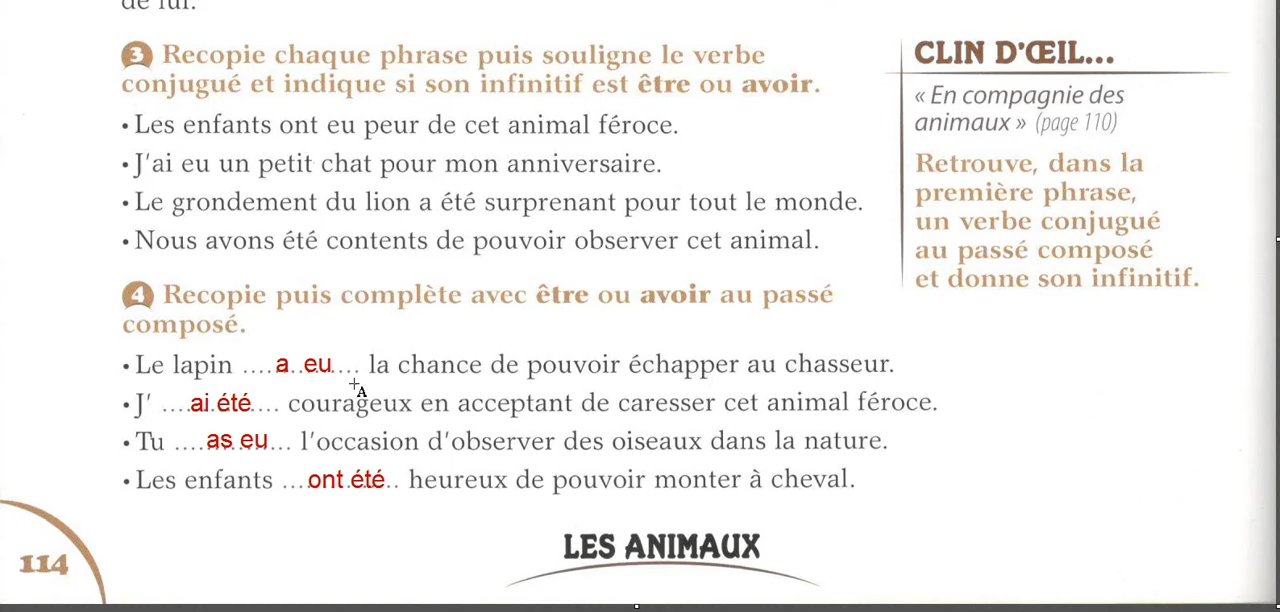 de lui.
3 Recopie chaque phrase puis souligne le verbe
conjugué et indique si son infinitif est être ou avoir.
• Les enfants ont eu peur de cet animal féroce.
• J'ai eu un petit chat pour mon anniversaire.
• Le grondement du lion a été surprenant pour tout le monde.
• Nous avons été contents de pouvoir observer cet animal.
4 Recopie puis complète avec être ou avoir au passé
composé.
• Le lapin ....a..eu.... la chance de pouvoir échapper au chasseur.
• J' ....ai.été.... courageux en acceptant de caresser cet animal féroce.
• Tu ....as.eu... l'occasion d'observer des oiseaux dans la nature.
• Les enfants ...ont.été.. heureux de pouvoir monter à cheval.
CLIN D'ŒIL...
« En compagnie des
animaux » (page 110)
Retrouve, dans la
première phrase,
un verbe conjugué
au passé composé
et donne son infinitif.
114
LES ANIMAUX